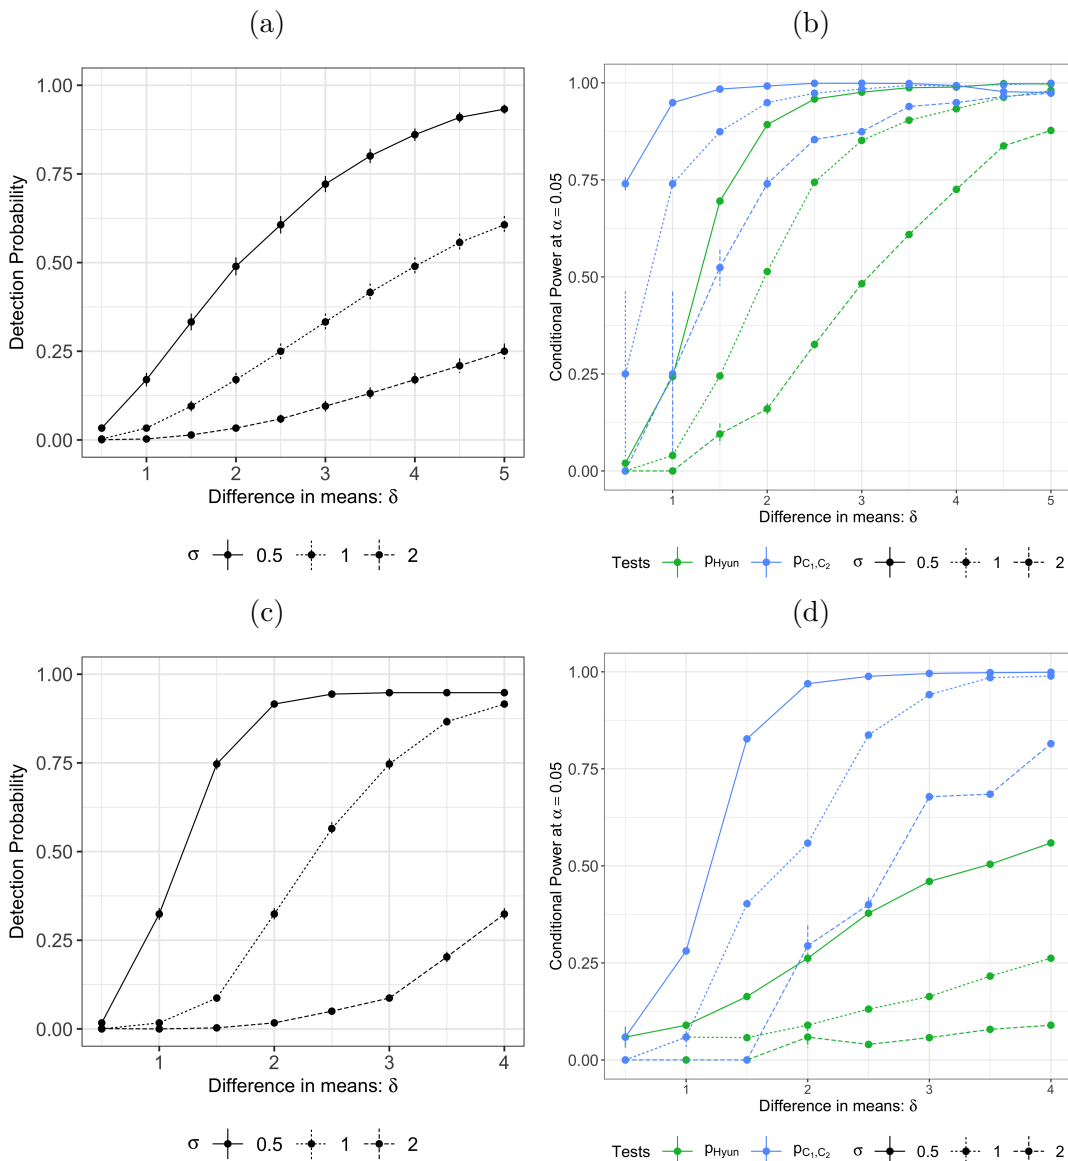 (a)
1.00
0.75
0.50
0.25
0.00
Detection Probability
1 2 3 4 5
Difference in means: δ
σ 0.5 1 2
(b)
1.00
0.75
0.50
0.25
0.00
Conditional Power at α = 0.05
1 2 3 4 5
Difference in means: δ
Tests pHyun pC1,C2 σ 0.5 1 2
(c)
1.00
0.75
0.50
0.25
0.00
Detection Probability
1 2 3 4
Difference in means: δ
σ 0.5 1 2
(d)
1.00
0.75
0.50
0.25
0.00
Conditional Power at α = 0.05
1 2 3 4
Difference in means: δ
Tests pHyun pC1,C2 σ 0.5 1 2